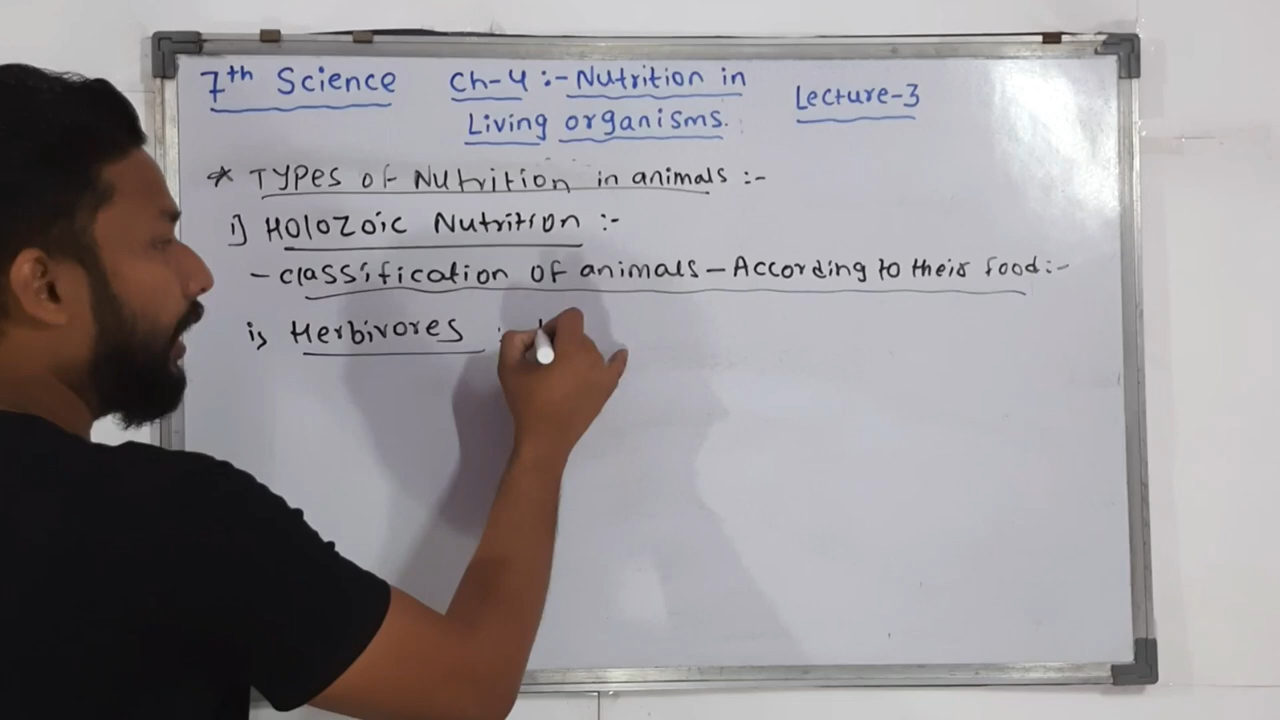 7th Science Ch-4 :- Nutrition in
Living organisms. Lecture-3
* Types of Nutrition in animals :-
1) Holozoic Nutrition :-
- classification of animals - According to their food :-
i) Herbivores :